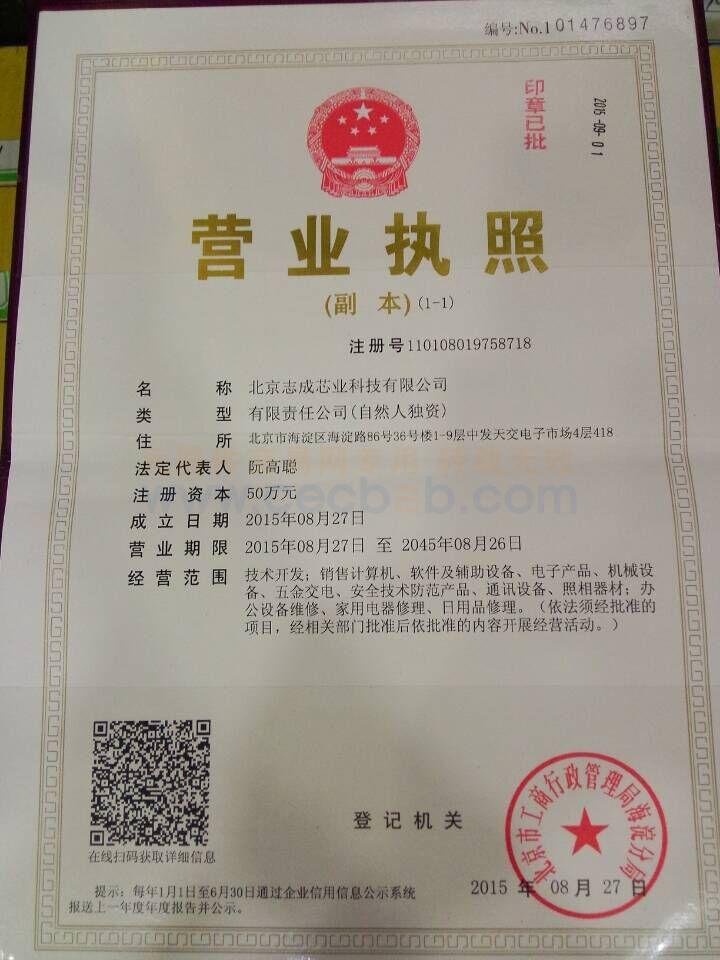 编号:No.1 01476897
印章已批
2015-09-01
营业执照
(副 本)(1-1)
注册号110108019758718
名 称 北京志成芯业科技有限公司
类 型 有限责任公司(自然人独资)
住 所 北京市海淀区海淀路86号36号楼1-9层中发天交电子市场4层418
法定代表人 阮高聪
注册资本 50万元
成立日期 2015年08月27日
营业期限 2015年08月27日 至 2045年08月26日
经营范围 技术开发；销售计算机、软件及辅助设备、电子产品、机械设
备、五金交电、安全技术防范产品、通讯设备、照相器材；办
公设备维修、家用电器修理、日用品修理。（依法须经批准的
项目，经相关部门批准后依批准的内容开展经营活动。）
在线扫码获取详细信息
登记机关
北京市工商行政管理局海淀分局
2015 年 08 月 27 日
提示：每年1月1日至6月30日通过企业信用信息公示系统
报送上一年度年度报告并公示。